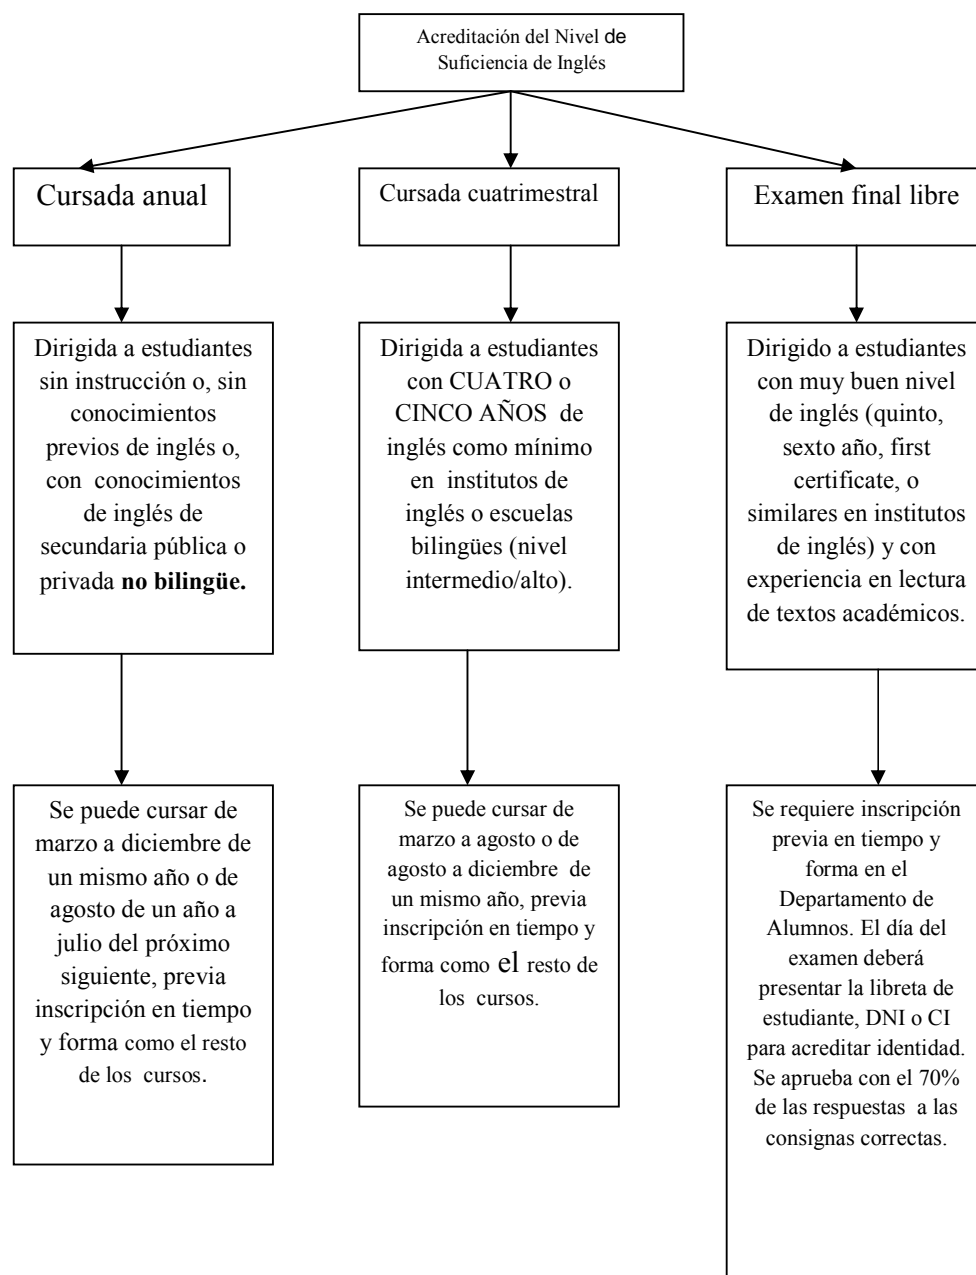 Acreditación del Nivel de
Suficiencia de Inglés
Cursada anual
Cursada cuatrimestral
Examen final libre
Dirigida a estudiantes
sin instrucción o, sin
conocimientos
previos de inglés o,
con conocimientos
de inglés de
secundaria pública o
privada no bilingüe.
Dirigida a estudiantes
con CUATRO o
CINCO AÑOS de
inglés como mínimo
en institutos de
inglés o escuelas
bilingües (nivel
intermedio/alto).
Dirigido a estudiantes
con muy buen nivel
de inglés (quinto,
sexto año, first
certificate, o
similares en institutos
de inglés) y con
experiencia en lectura
de textos académicos.
Se puede cursar de
marzo a diciembre de
un mismo año o de
agosto de un año a
julio del próximo
siguiente, previa
inscripción en tiempo
y forma como el resto
de los cursos.
Se puede cursar de
marzo a agosto o de
agosto a diciembre de
un mismo año, previa
inscripción en tiempo y
forma como el resto de
los cursos.
Se requiere inscripción
previa en tiempo y
forma en el
Departamento de
Alumnos. El día del
examen deberá
presentar la libreta de
estudiante, DNI o CI
para acreditar identidad.
Se aprueba con el 70%
de las respuestas a las
consignas correctas.